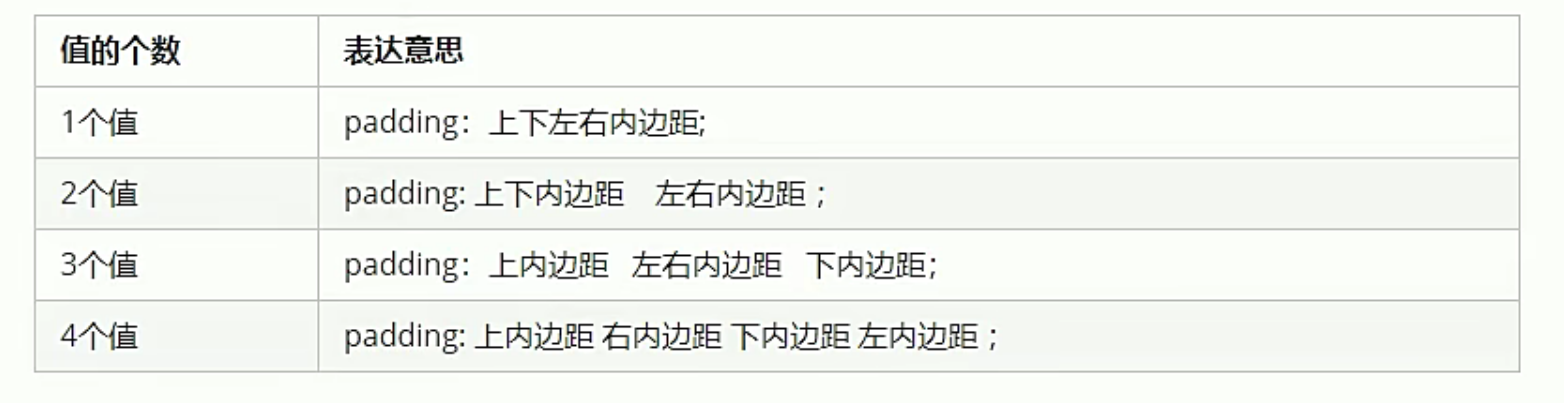 值的个数 表达意思
1个值 padding：上下左右内边距;
2个值 padding: 上下内边距 左右内边距 ;
3个值 padding：上内边距 左右内边距 下内边距;
4个值 padding: 上内边距 右内边距 下内边距 左内边距 ;